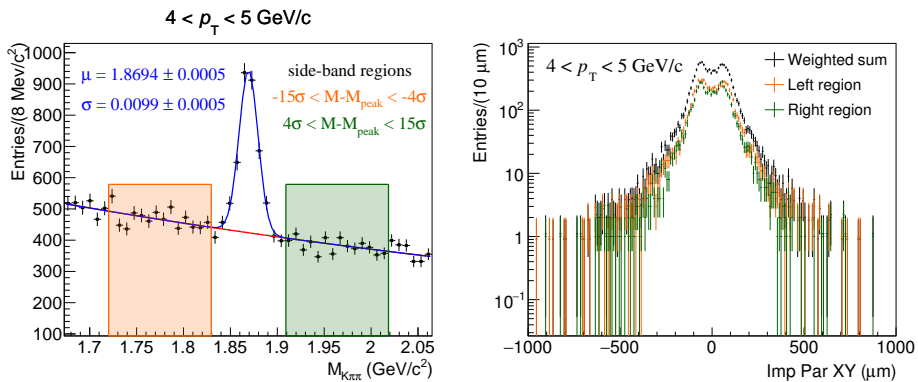 4 < p_T < 5 GeV/c
Entries/(8 Mev/c²)
1000
900
800
700
600
500
400
300
200
100
μ = 1.8694 ± 0.0005
σ = 0.0099 ± 0.0005
side-band regions
-15σ < M-M_peak < -4σ
4σ < M-M_peak < 15σ
1.7 1.75 1.8 1.85 1.9 1.95 2 2.05
M_Kππ (GeV/c²)
Entries/(10 μm)
10³
10²
10
1
10⁻¹
4 < p_T < 5 GeV/c
Weighted sum
Left region
Right region
−1000 −500 0 500 1000
Imp Par XY (μm)